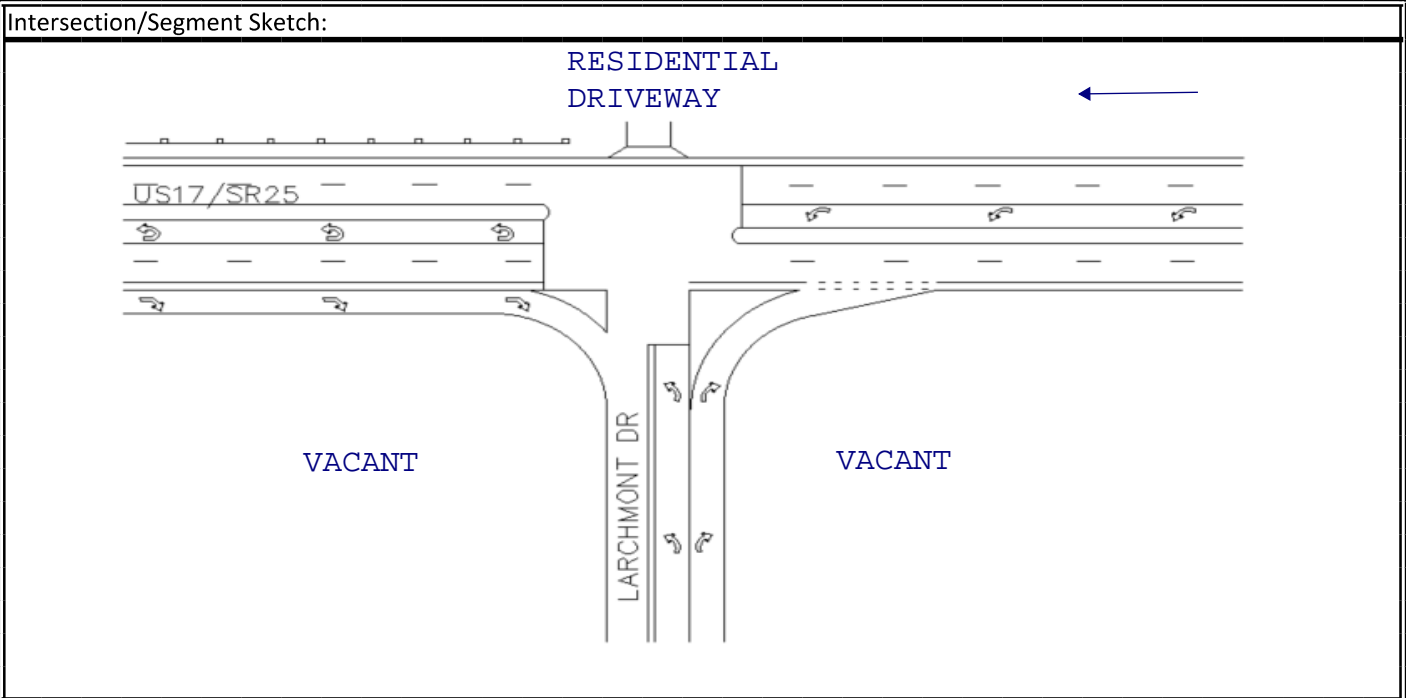 Intersection/Segment Sketch:
RESIDENTIAL
DRIVEWAY
US17/SR25
LARCHMONT DR
VACANT
VACANT